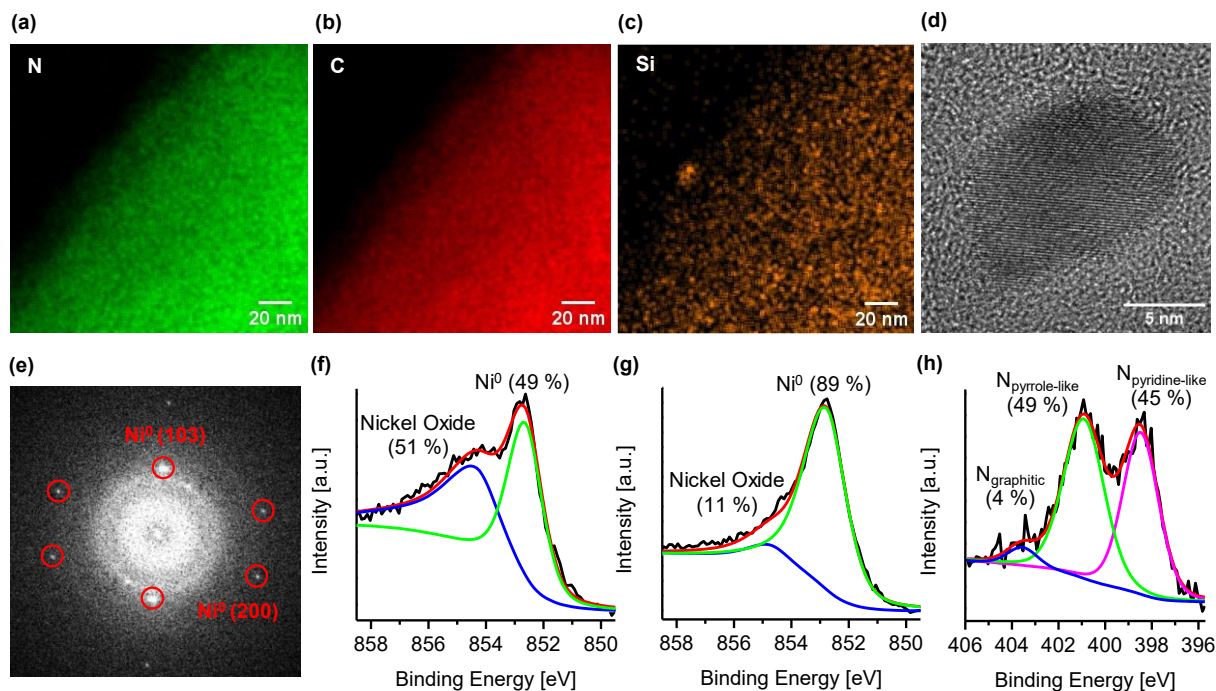 (a)
(b)
(c)
(d)
N
C
Si
20 nm
20 nm
20 nm
5 nm
(e)
Ni⁰ (103)
Ni⁰ (200)
(f)
Ni⁰ (49 %)
Nickel Oxide
(51 %)
Intensity [a.u.]
858 856 854 852 850
Binding Energy [eV]
(g)
Ni⁰ (89 %)
Nickel Oxide
(11 %)
Intensity [a.u.]
858 856 854 852 850
Binding Energy [eV]
(h)
Npyrrole-like
(49 %)
Npyridine-like
(45 %)
Ngraphitic
(4 %)
Intensity [a.u.]
406 404 402 400 398 396
Binding Energy [eV]